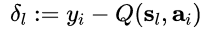 δ_l := y_i − Q(s_l, a_i)